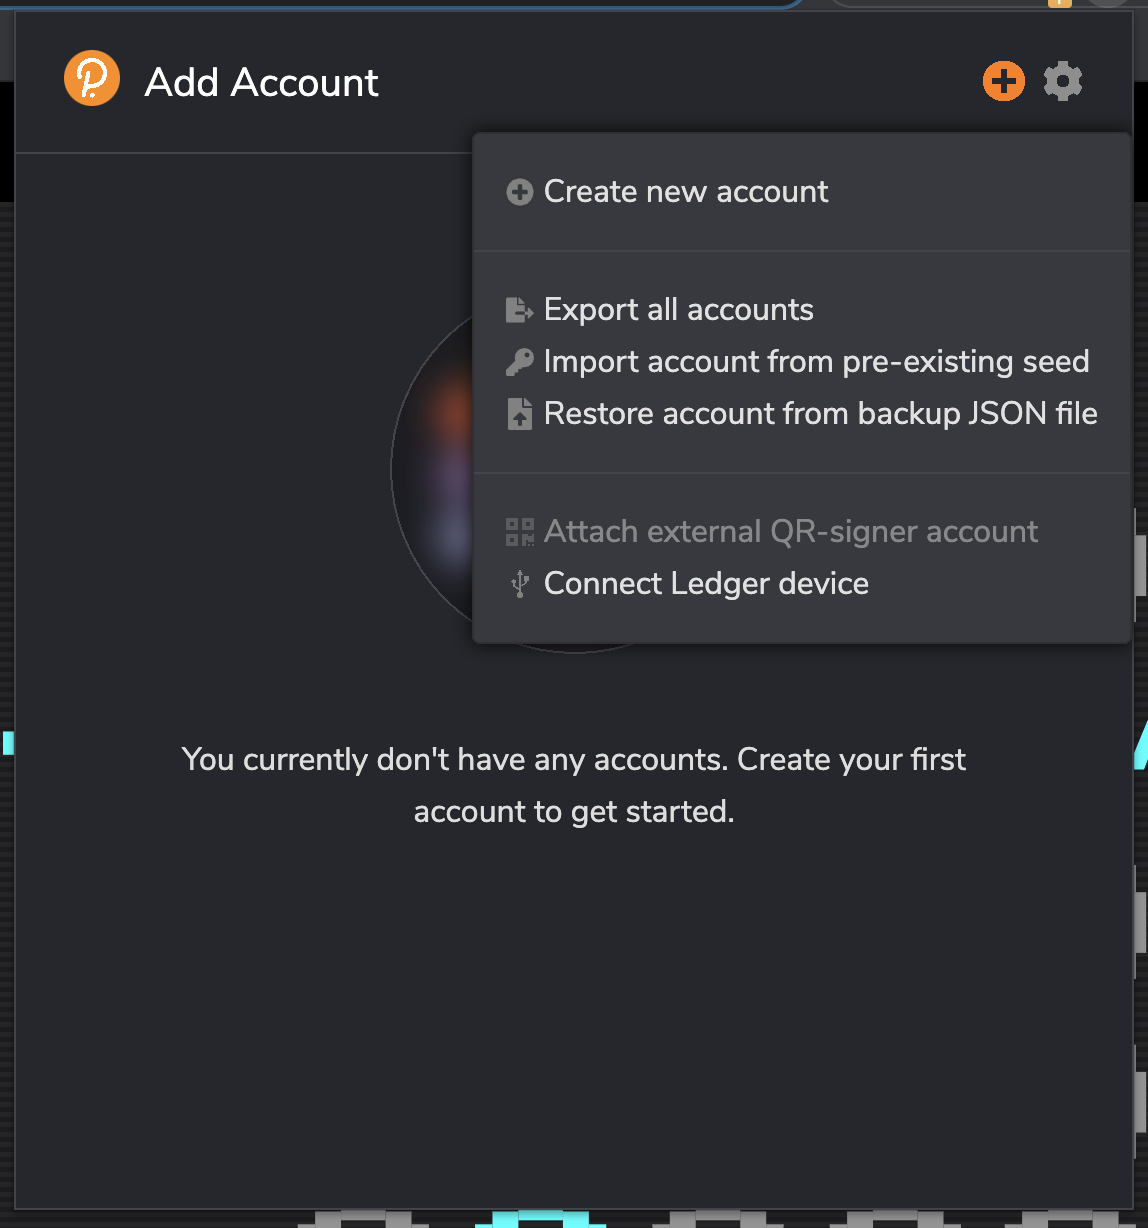 Add Account
Create new account
Export all accounts
Import account from pre-existing seed
Restore account from backup JSON file
Attach external QR-signer account
Connect Ledger device
You currently don't have any accounts. Create your first
account to get started.